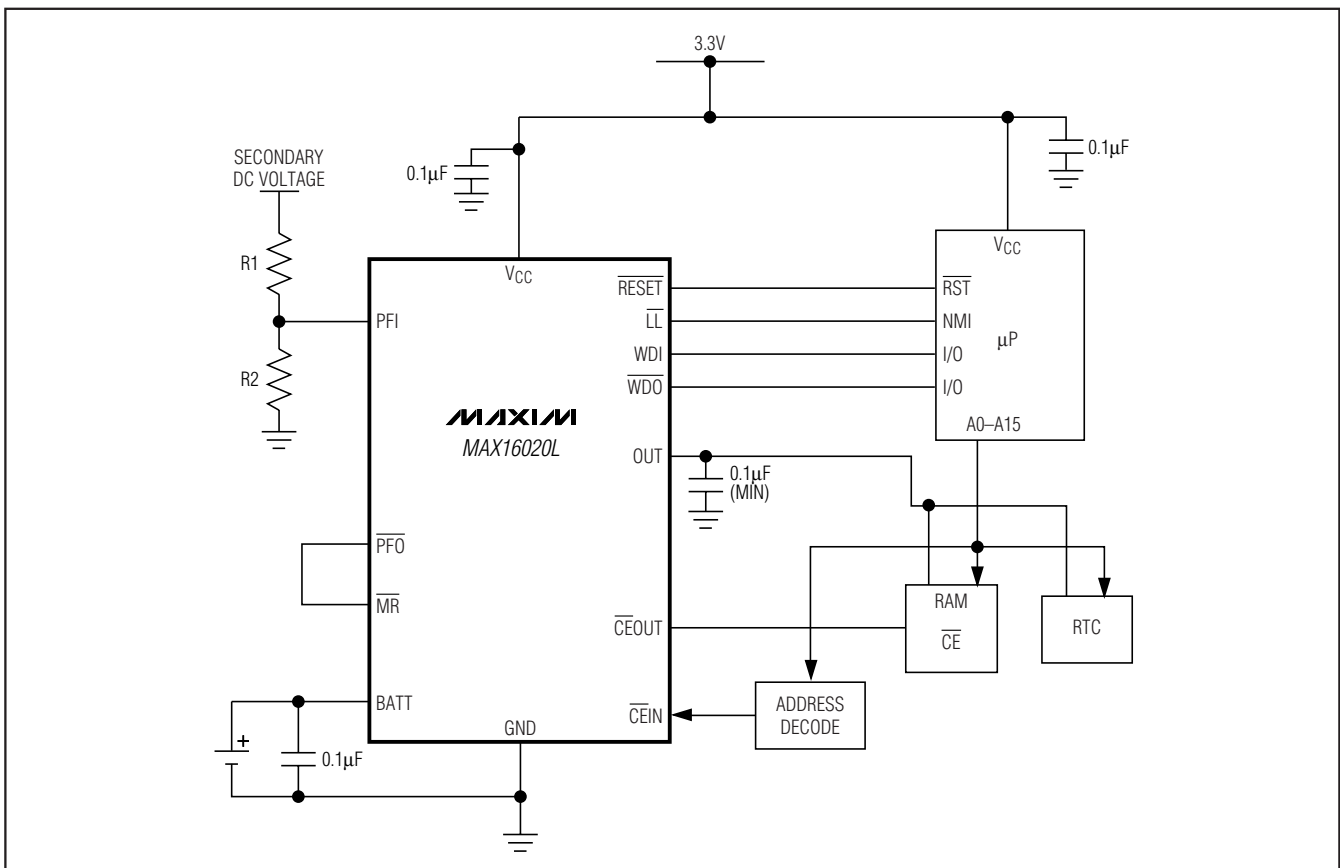 3.3V
0.1µF
0.1µF
SECONDARY
DC VOLTAGE
R1
R2
VCC
PFI
RESET
LL
WDI
WDO
MAXIM
MAX16020L
OUT
PFO
MR
CEOUT
BATT
GND
CEIN
VCC
RST
NMI
µP
I/O
I/O
A0–A15
0.1µF
(MIN)
RAM
CE
RTC
ADDRESS
DECODE
+
0.1µF